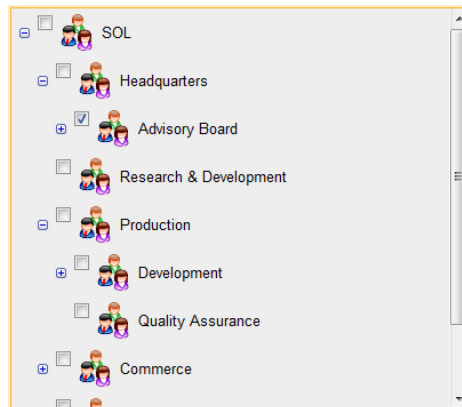 SOL
Headquarters
Advisory Board
Research & Development
Production
Development
Quality Assurance
Commerce